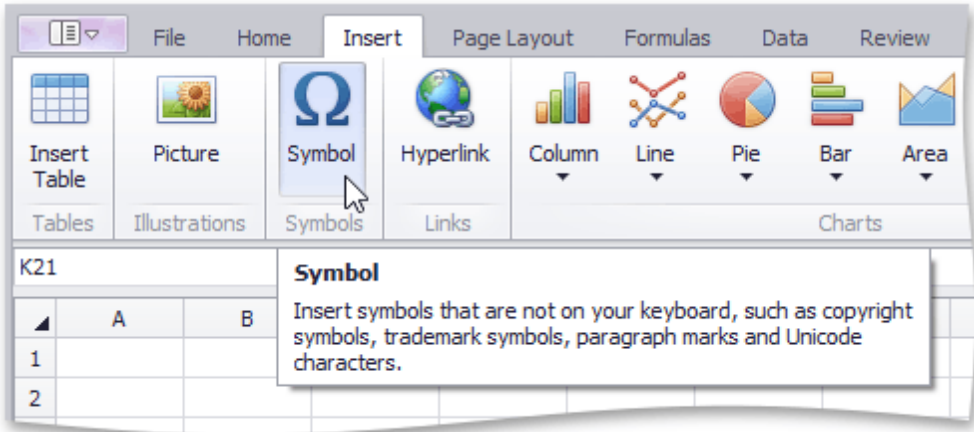 File Home Insert Page Layout Formulas Data Review
Insert Table Picture Symbol Hyperlink Column Line Pie Bar Area
Tables Illustrations Symbols Links Charts
K21
Symbol
Insert symbols that are not on your keyboard, such as copyright
symbols, trademark symbols, paragraph marks and Unicode
characters.
A B
1
2